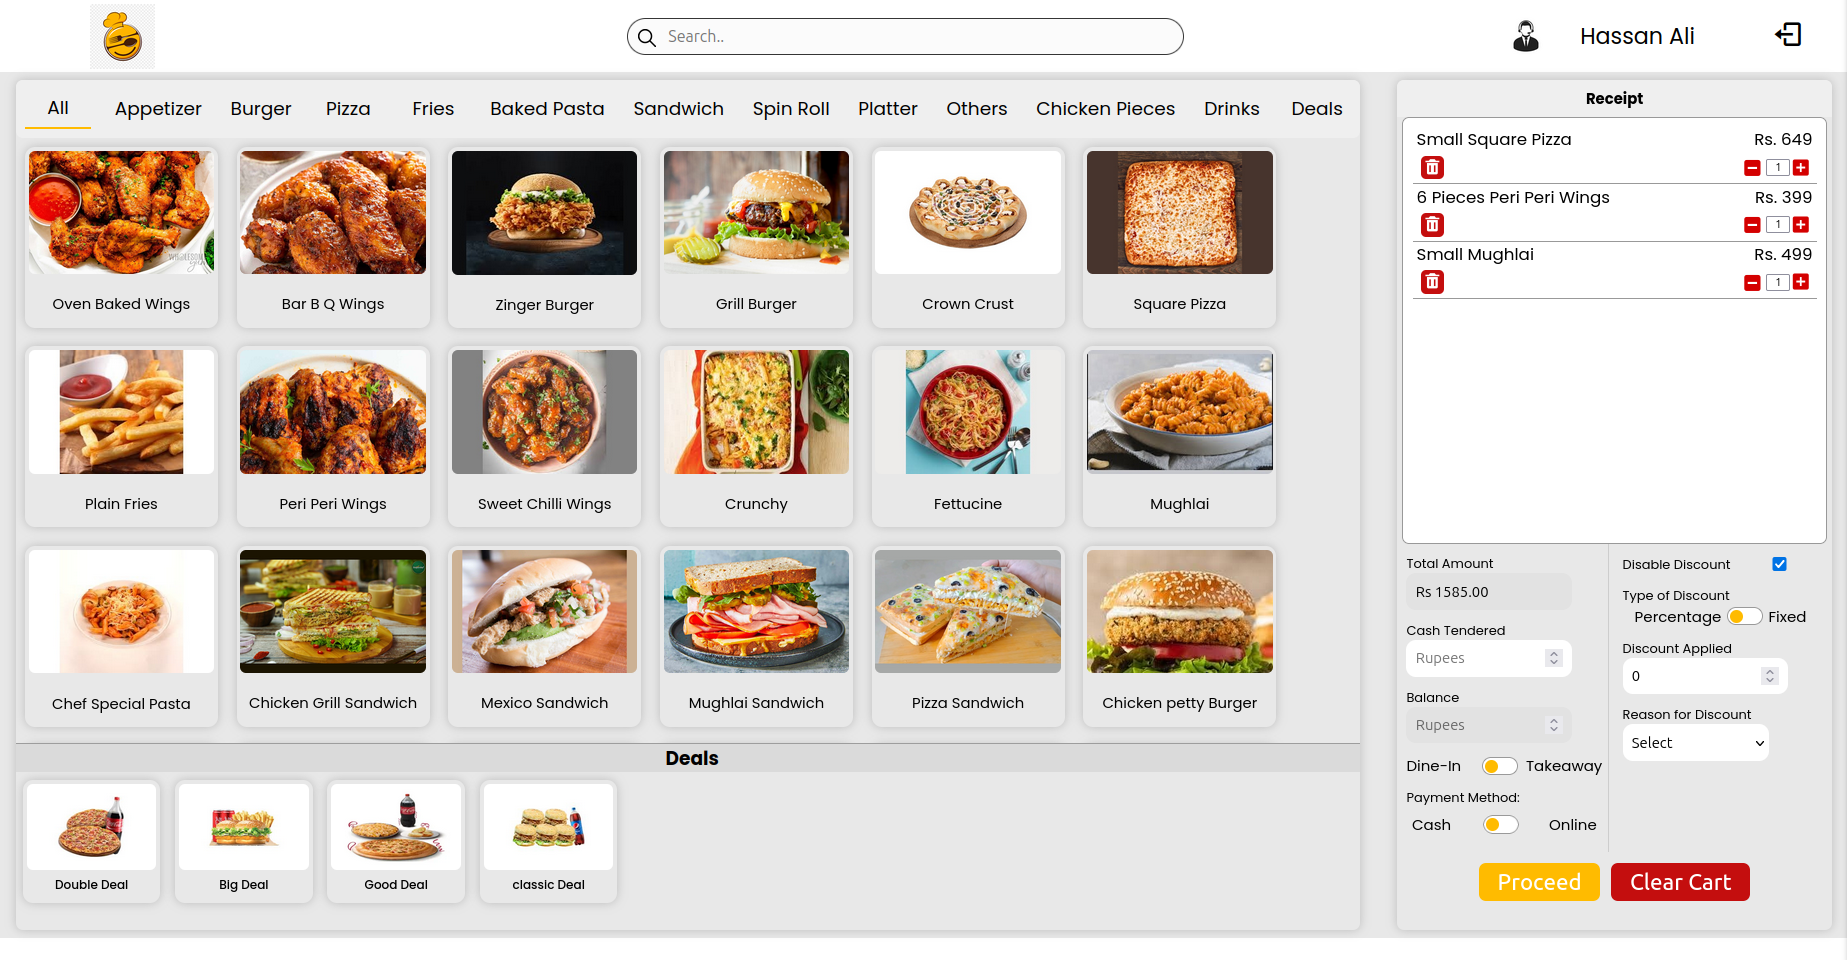 Search..
Hassan Ali
All Appetizer Burger Pizza Fries Baked Pasta Sandwich Spin Roll Platter Others Chicken Pieces Drinks Deals
Oven Baked Wings
Bar B Q Wings
Zinger Burger
Grill Burger
Crown Crust
Square Pizza
Plain Fries
Peri Peri Wings
Sweet Chilli Wings
Crunchy
Fettucine
Mughlai
Chef Special Pasta
Chicken Grill Sandwich
Mexico Sandwich
Mughlai Sandwich
Pizza Sandwich
Chicken petty Burger
Deals
Double Deal
Big Deal
Good Deal
classic Deal
Receipt
Small Square Pizza Rs. 649
1
6 Pieces Peri Peri Wings Rs. 399
1
Small Mughlai Rs. 499
1
Total Amount
Rs 1585.00
Cash Tendered
Rupees
Balance
Rupees
Dine-In Takeaway
Payment Method:
Cash Online
Disable Discount
Type of Discount
Percentage Fixed
Discount Applied
0
Reason for Discount
Select
Proceed
Clear Cart